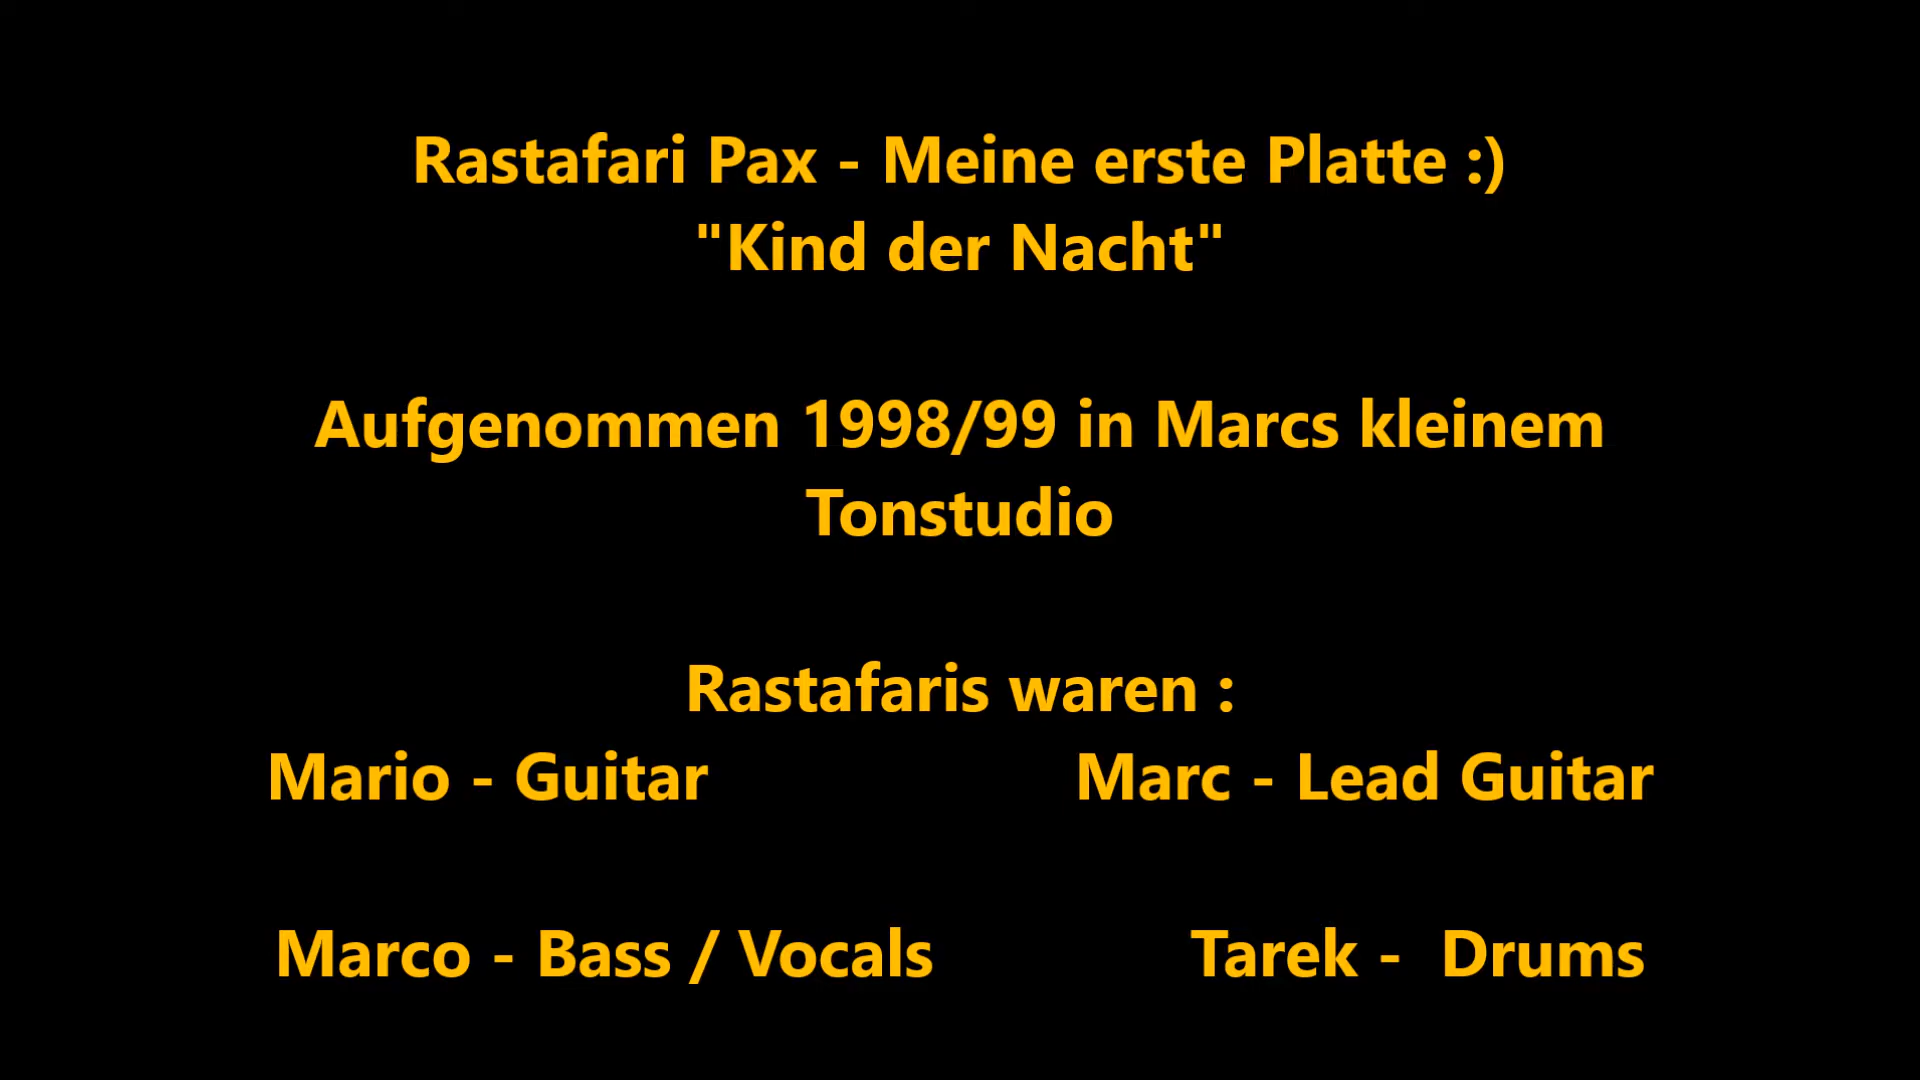 Rastafari Pax - Meine erste Platte :)
"Kind der Nacht"
Aufgenommen 1998/99 in Marcs kleinem
Tonstudio
Rastafaris waren :
Mario - Guitar Marc - Lead Guitar
Marco - Bass / Vocals Tarek - Drums